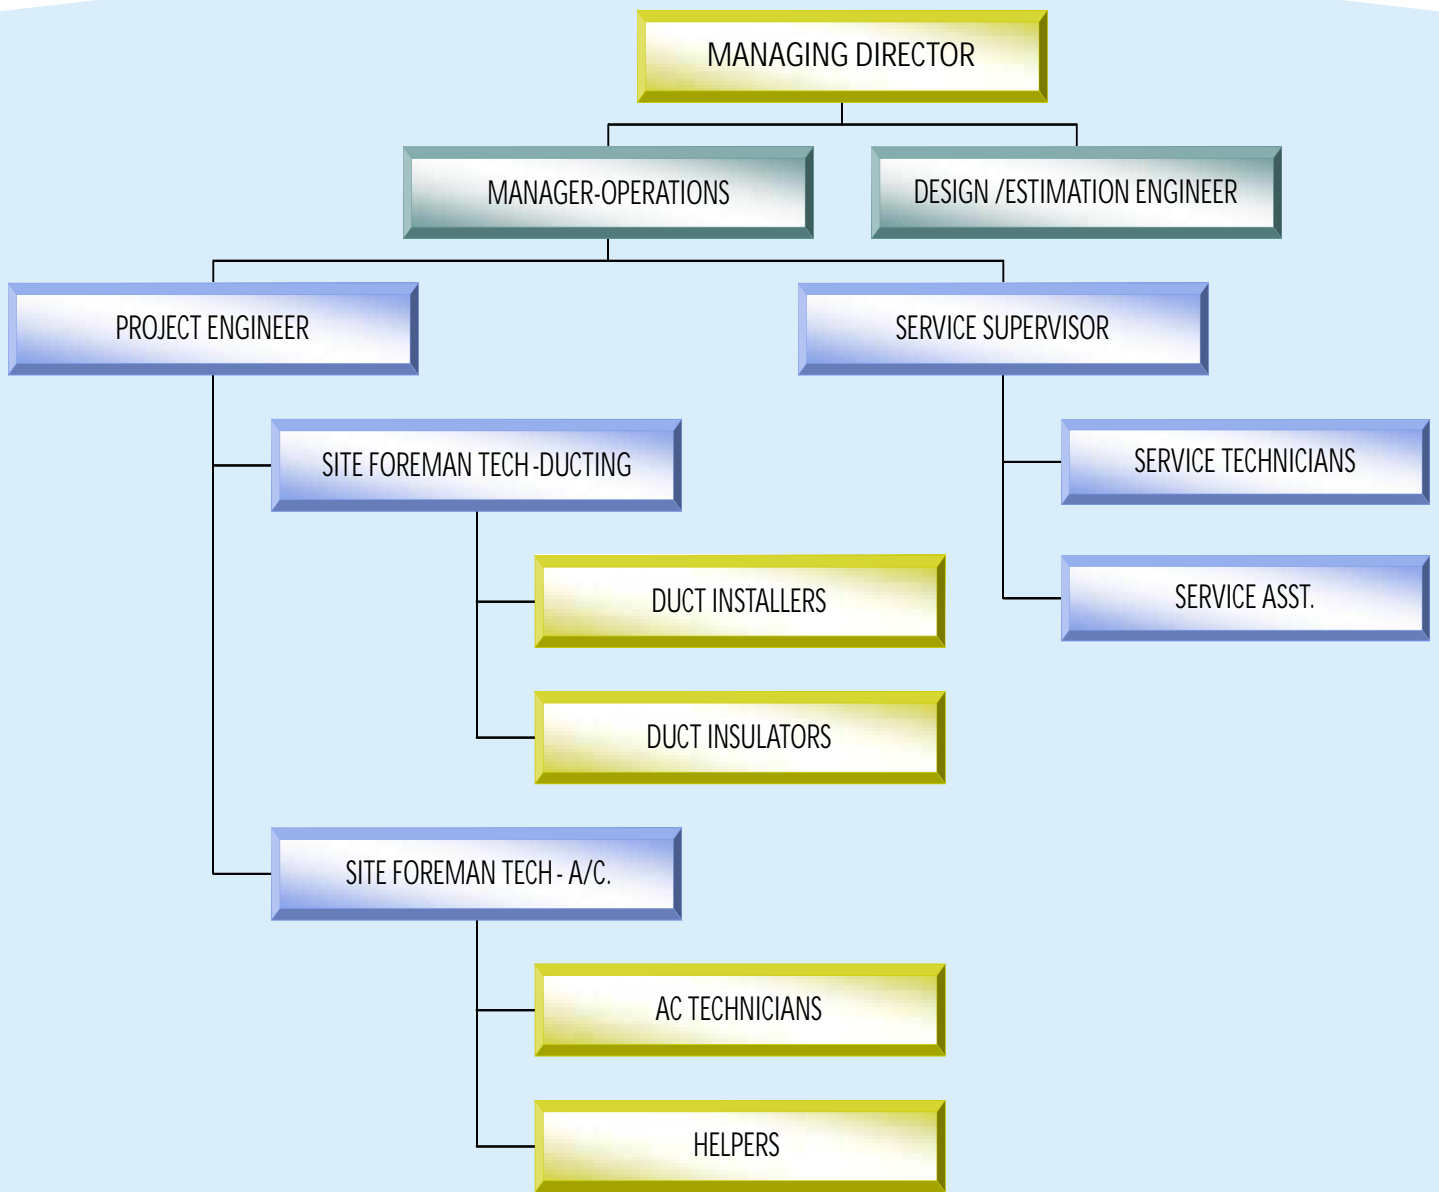 MANAGING DIRECTOR
MANAGER-OPERATIONS
DESIGN /ESTIMATION ENGINEER
PROJECT ENGINEER
SERVICE SUPERVISOR
SITE FOREMAN TECH -DUCTING
SERVICE TECHNICIANS
DUCT INSTALLERS
SERVICE ASST.
DUCT INSULATORS
SITE FOREMAN TECH - A/C.
AC TECHNICIANS
HELPERS